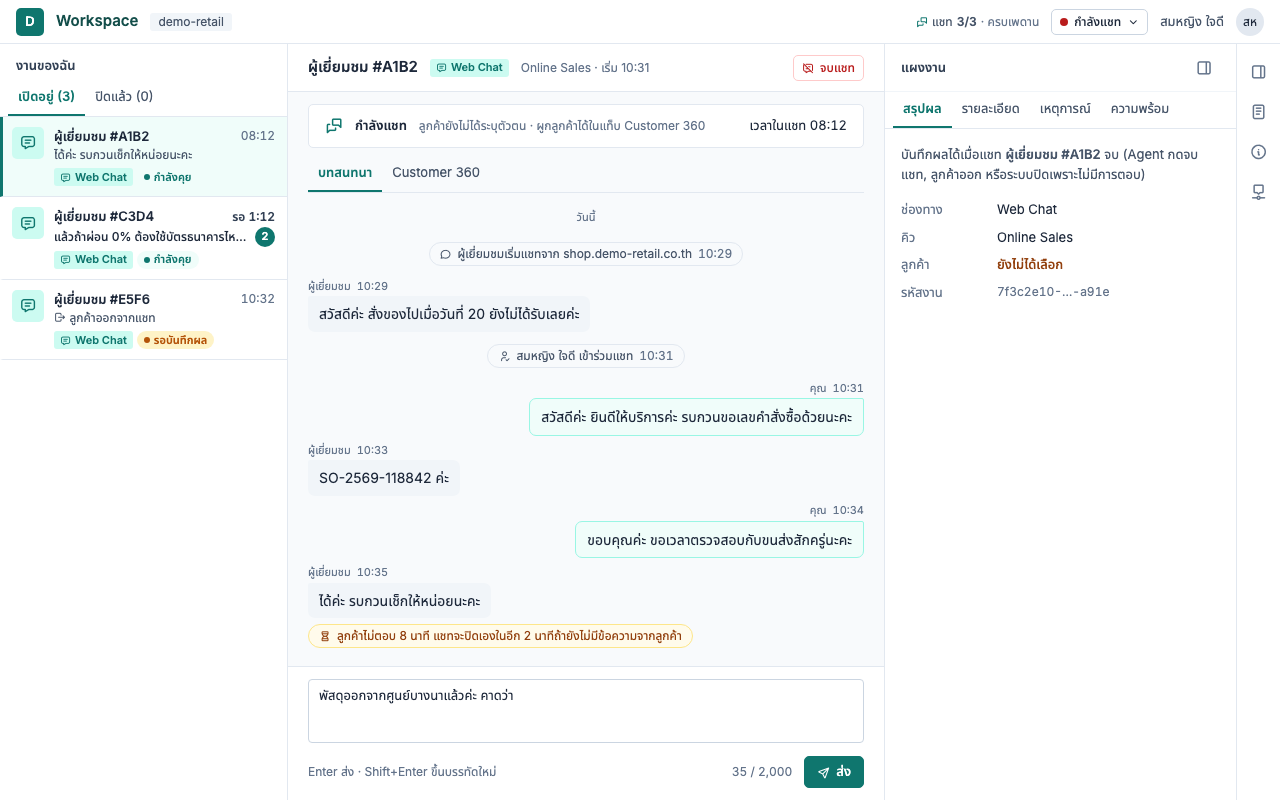 D Workspace demo-retail
แชท 3/3 · ครบเพดาน
กำลังแชท
สมหญิง ใจดี
สห
งานของฉัน
เปิดอยู่ (3) ปิดแล้ว (0)
ผู้เยี่ยมชม #A1B2 08:12
ได้ค่ะ รบกวนเช็กให้หน่อยนะคะ
Web Chat กำลังคุย
ผู้เยี่ยมชม #C3D4 รอ 1:12
แล้วถ้าผ่อน 0% ต้องใช้บัตรธนาคารไห... 2
Web Chat กำลังคุย
ผู้เยี่ยมชม #E5F6 10:32
ลูกค้าออกจากแชท
Web Chat รอบันทึกผล
ผู้เยี่ยมชม #A1B2 Web Chat Online Sales · เริ่ม 10:31 จบแชท
กำลังแชท ลูกค้ายังไม่ได้ระบุตัวตน · ผูกลูกค้าได้ในแท็บ Customer 360 เวลาในแชท 08:12
บทสนทนา Customer 360
วันนี้
ผู้เยี่ยมชมเริ่มแชทจาก shop.demo-retail.co.th 10:29
ผู้เยี่ยมชม 10:29
สวัสดีค่ะ สั่งของไปเมื่อวันที่ 20 ยังไม่ได้รับเลยค่ะ
สมหญิง ใจดี เข้าร่วมแชท 10:31
คุณ 10:31
สวัสดีค่ะ ยินดีให้บริการค่ะ รบกวนขอเลขคำสั่งซื้อด้วยนะคะ
ผู้เยี่ยมชม 10:33
SO-2569-118842 ค่ะ
คุณ 10:34
ขอบคุณค่ะ ขอเวลาตรวจสอบกับขนส่งสักครู่นะคะ
ผู้เยี่ยมชม 10:35
ได้ค่ะ รบกวนเช็กให้หน่อยนะคะ
ลูกค้าไม่ตอบ 8 นาที แชทจะปิดเองในอีก 2 นาทีถ้ายังไม่มีข้อความจากลูกค้า
พัสดุออกจากศูนย์บางนาแล้วค่ะ คาดว่า
Enter ส่ง · Shift+Enter ขึ้นบรรทัดใหม่ 35 / 2,000 ส่ง
แผงงาน
สรุปผล รายละเอียด เหตุการณ์ ความพร้อม
บันทึกผลได้เมื่อแชท ผู้เยี่ยมชม #A1B2 จบ (Agent กดจบ
แชท, ลูกค้าออก หรือระบบปิดเพราะไม่มีการตอบ)
ช่องทาง Web Chat
คิว Online Sales
ลูกค้า ยังไม่ได้เลือก
รหัสงาน 7f3c2e10-...-a91e